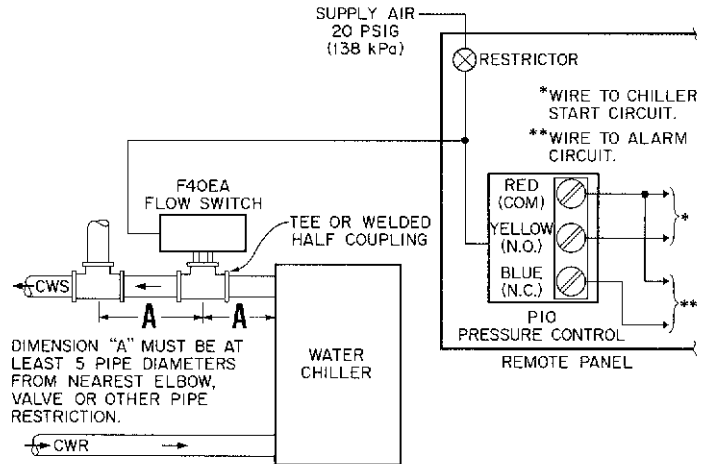 SUPPLY AIR
20 PSIG
(138 kPa)
RESTRICTOR
*WIRE TO CHILLER
START CIRCUIT.
**WIRE TO ALARM
CIRCUIT.
F40EA
FLOW SWITCH
TEE OR WELDED
HALF COUPLING
RED
(COM)
YELLOW
(N.O.)
BLUE
(N.C.)
*
**
P10
PRESSURE CONTROL
REMOTE PANEL
CWS
A
A
DIMENSION "A" MUST BE AT
LEAST 5 PIPE DIAMETERS
FROM NEAREST ELBOW,
VALVE OR OTHER PIPE
RESTRICTION.
WATER
CHILLER
CWR